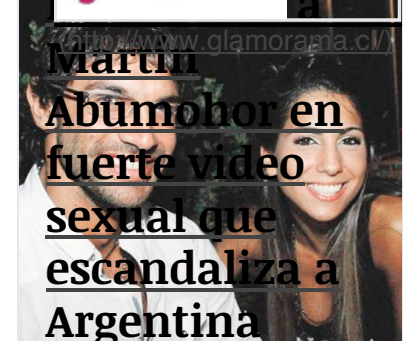 a
(http://www.glamorama.cl/)
Martín
Abumohor en
fuerte video
sexual que
escandaliza a
Argentina